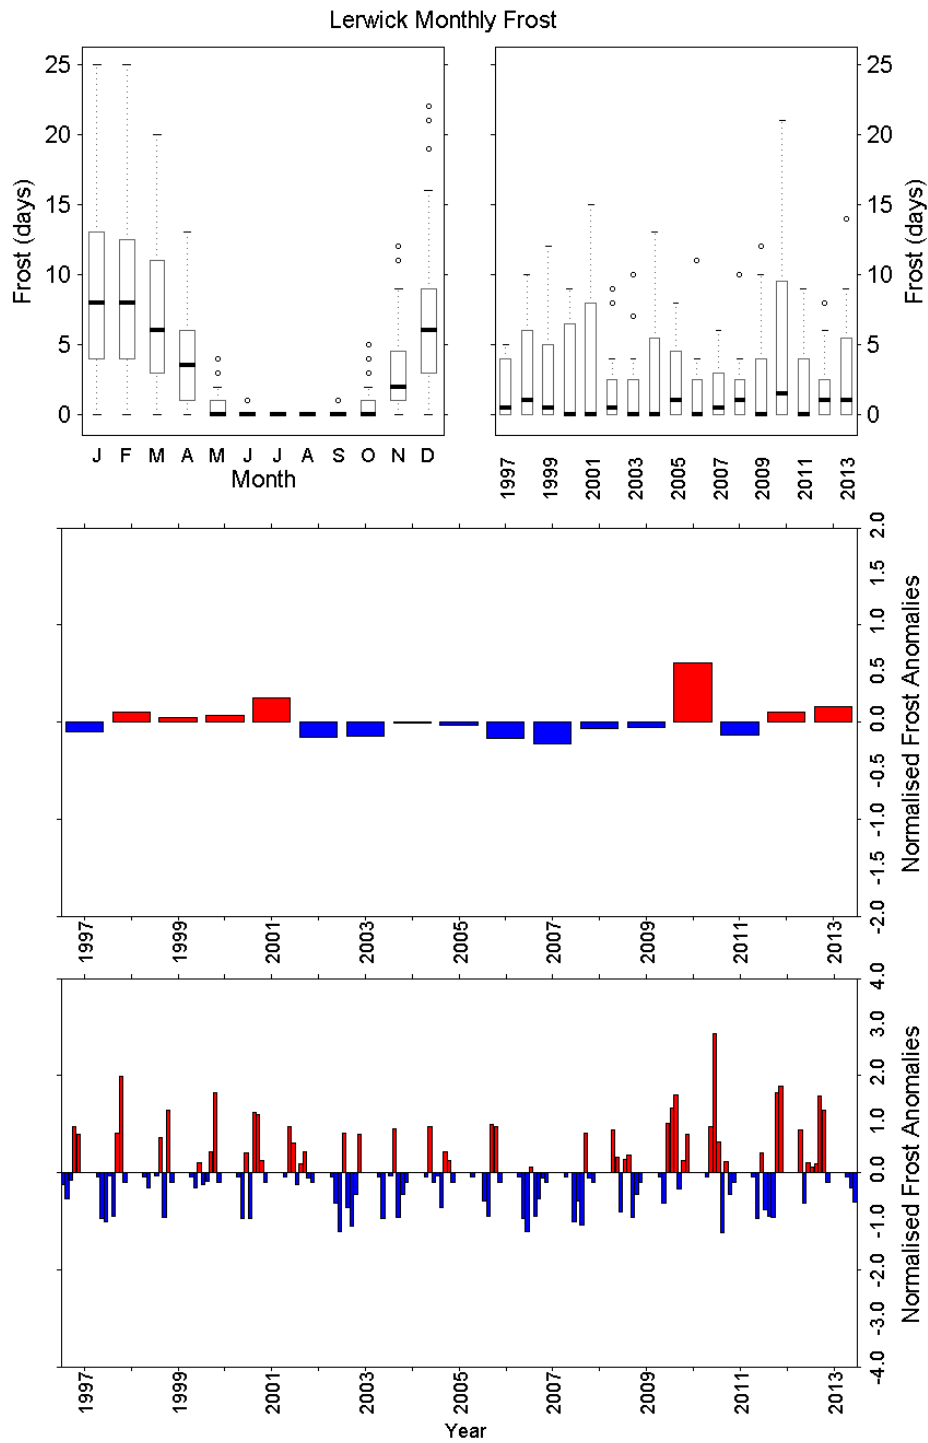 Lerwick Monthly Frost
25
20
15
10
5
0
Frost (days)
J F M A M J J A S O N D
Month
25
20
15
10
5
0
Frost (days)
1997 1999 2001 2003 2005 2007 2009 2011 2013
2.0
1.5
1.0
0.5
0.0
-0.5
-1.0
-1.5
-2.0
Normalised Frost Anomalies
1997 1999 2001 2003 2005 2007 2009 2011 2013
4.0
3.0
2.0
1.0
0.0
-1.0
-2.0
-3.0
-4.0
Normalised Frost Anomalies
1997 1999 2001 2003 2005 2007 2009 2011 2013
Year